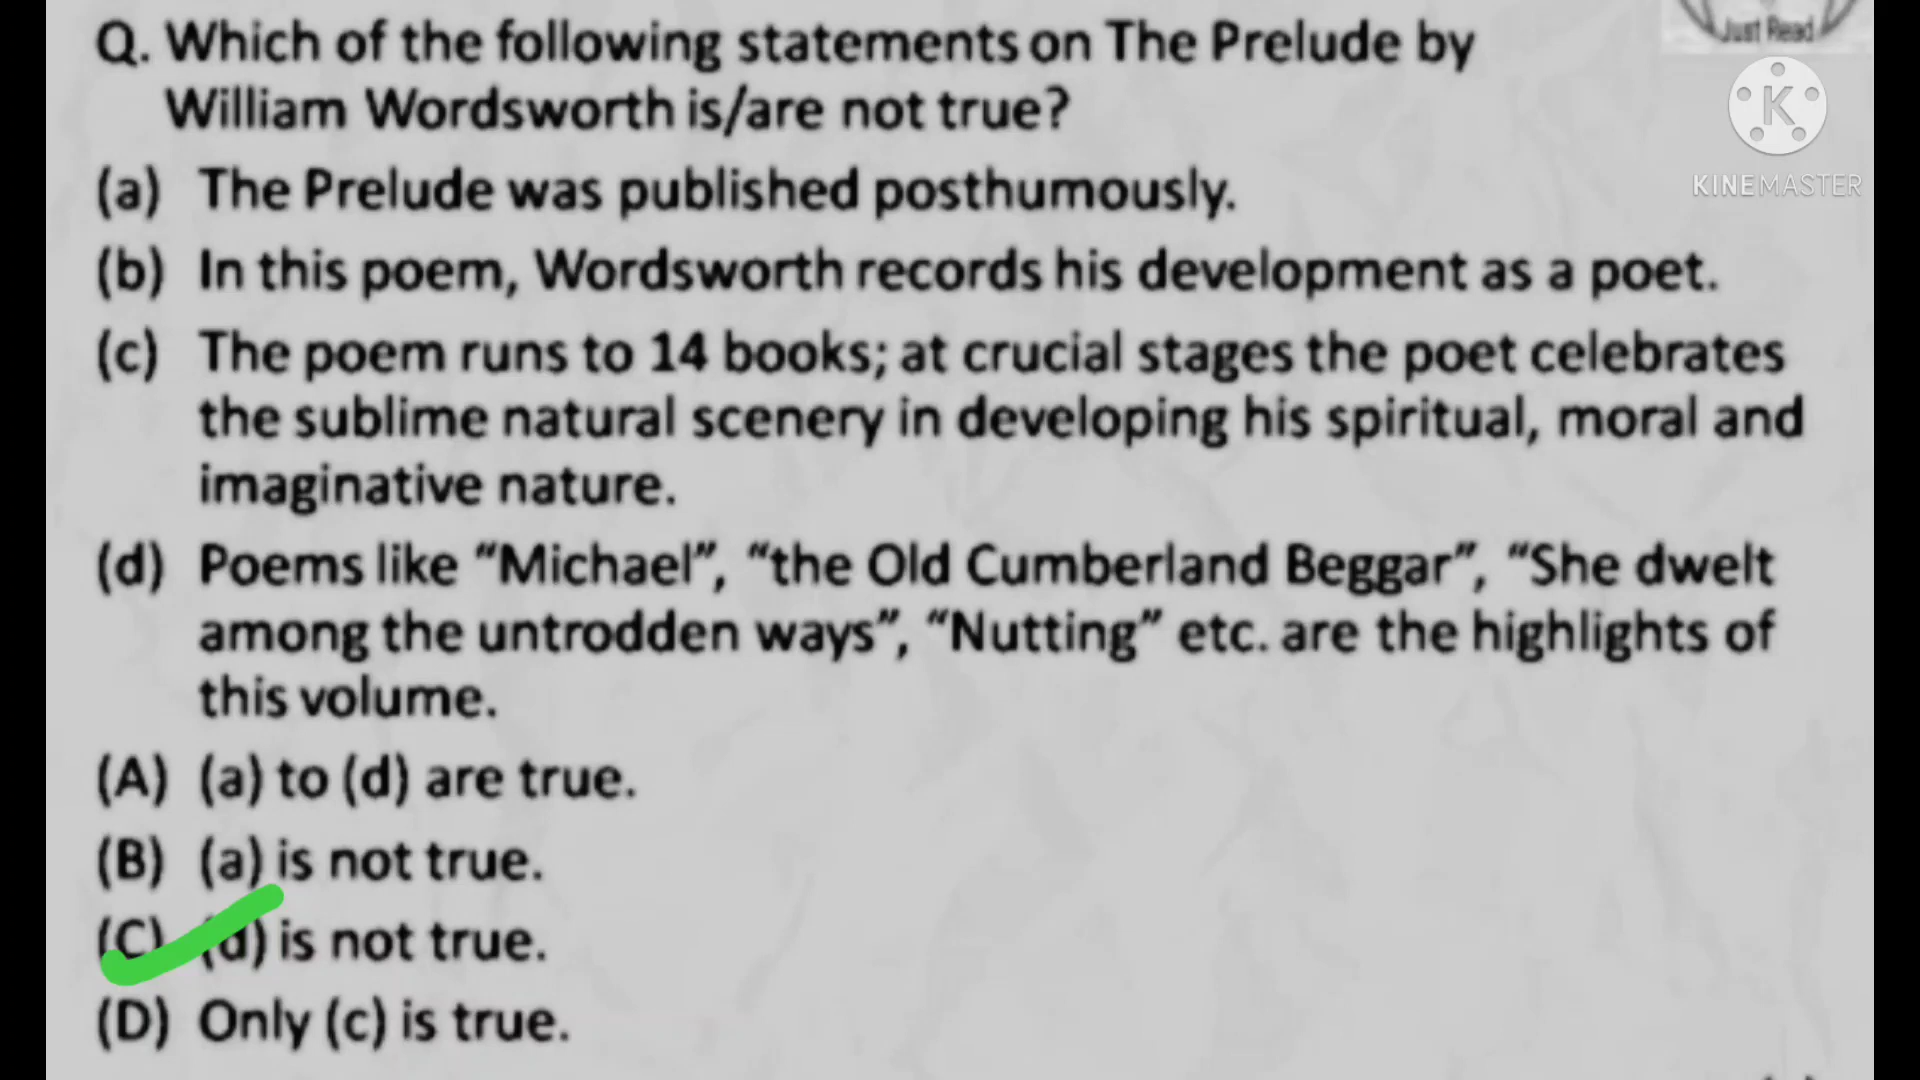 Just Read
Q. Which of the following statements on The Prelude by
K
William Wordsworth is/are not true?
KINEMASTER
(a) The Prelude was published posthumously.
(b) In this poem, Wordsworth records his development as a poet.
(c) The poem runs to 14 books; at crucial stages the poet celebrates
the sublime natural scenery in developing his spiritual, moral and
imaginative nature.
(d) Poems like “Michael”, “the Old Cumberland Beggar”, “She dwelt
among the untrodden ways”, “Nutting” etc. are the highlights of
this volume.
(A) (a) to (d) are true.
(B) (a) is not true.
(C) (d) is not true.
(D) Only (c) is true.